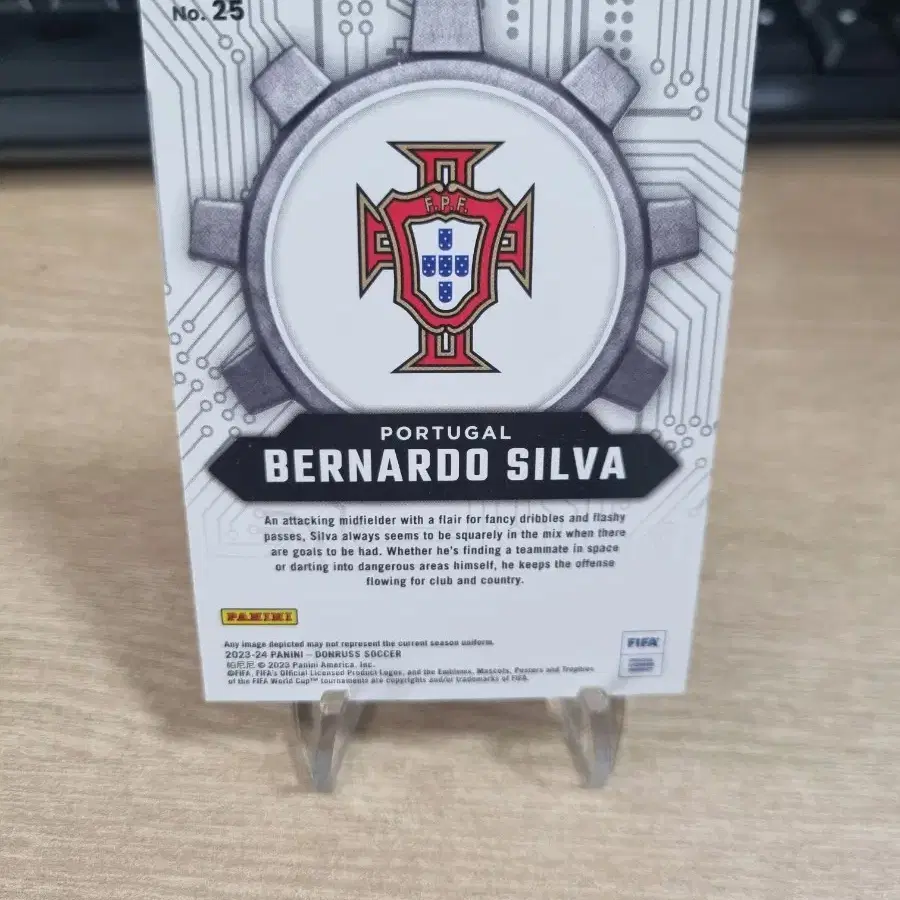 No. 25
F.P.F.
PORTUGAL
BERNARDO SILVA
An attacking midfielder with a flair for fancy dribbles and flashy
passes, Silva always seems to be squarely in the mix when there
are goals to be had. Whether he's finding a teammate in space
or darting into dangerous areas himself, he keeps the offense
flowing for club and country.
PANINI
Any image depicted may not represent the current season uniform.
2023-24 PANINI – DONRUSS SOCCER
帕尼尼 © 2023 Panini America, Inc.
©FIFA, FIFA's Official Licensed Product Logos, and the Emblems, Mascots, Posters and Trophies
of the FIFA World Cup™ tournaments are copyrights and/or trademarks of FIFA.
FIFA